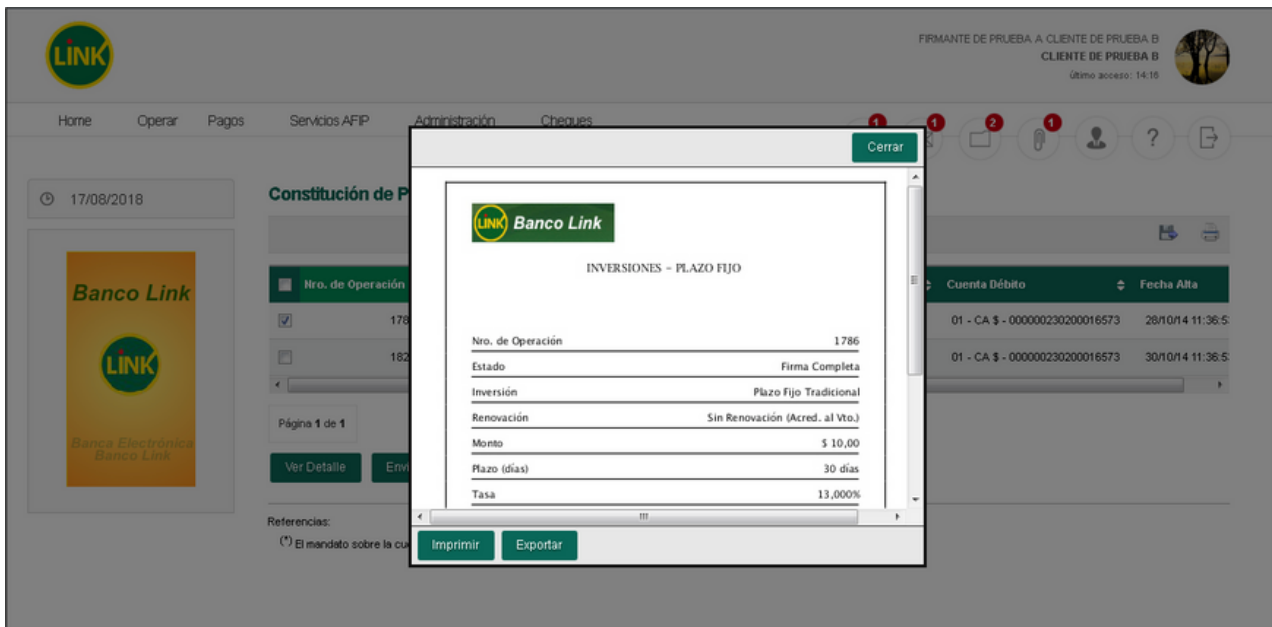 LINK
FIRMANTE DE PRUEBA A CLIENTE DE PRUEBA B
CLIENTE DE PRUEBA B
último acceso: 14:16
Home Operar Pagos Servicios AFIP Administración Cheques
1 1 2 1 ?
Cerrar
17/08/2018
Constitución de P
LINK Banco Link
INVERSIONES - PLAZO FIJO
Nro. de Operación Cuenta Débito Fecha Alta
178 01 - CA $ - 000000230200016573 28/10/14 11:36:5
182 01 - CA $ - 000000230200016573 30/10/14 11:36:5
Nro. de Operación 1786
Estado Firma Completa
Inversión Plazo Fijo Tradicional
Renovación Sin Renovación (Acred. al Vto.)
Monto $ 10,00
Plazo (días) 30 días
Tasa 13,000%
Banco Link
LINK
Banca Electrónica
Banco Link
Página 1 de 1
Ver Detalle Envi
Referencias:
(*) El mandato sobre la cu
Imprimir Exportar